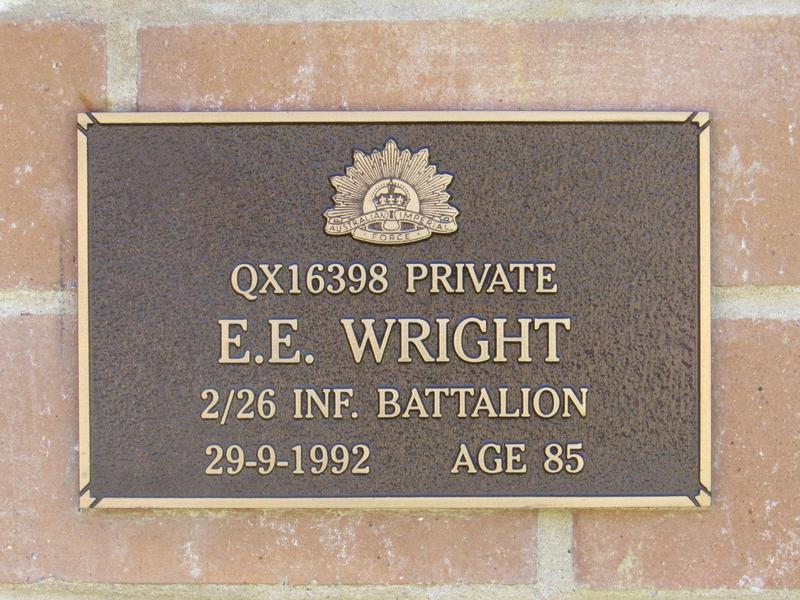 AUSTRALIAN IMPERIAL
FORCE
QX16398 PRIVATE
E.E. WRIGHT
2/26 INF. BATTALION
29-9-1992 AGE 85